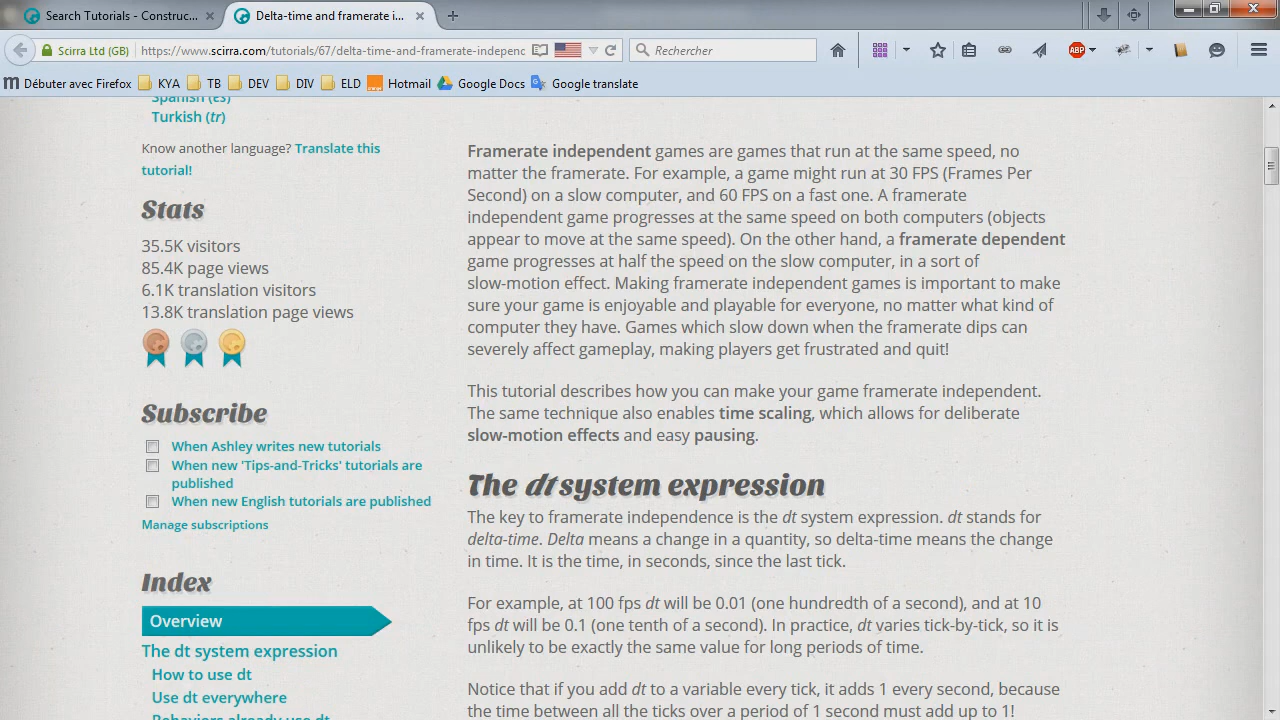 Search Tutorials - Construc...
Delta-time and framerate i...
Scirra Ltd (GB)
https://www.scirra.com/tutorials/67/delta-time-and-framerate-indepenc
Rechercher
ABP
Débuter avec Firefox
KYA
TB
DEV
DIV
ELD
Hotmail
Google Docs
Google translate
Spanish (es)
Turkish (tr)
Know another language? Translate this
tutorial!
Stats
35.5K visitors
85.4K page views
6.1K translation visitors
13.8K translation page views
Subscribe
When Ashley writes new tutorials
When new 'Tips-and-Tricks' tutorials are
published
When new English tutorials are published
Manage subscriptions
Index
Overview
The dt system expression
How to use dt
Use dt everywhere
Behaviors already use dt
Framerate independent games are games that run at the same speed, no
matter the framerate. For example, a game might run at 30 FPS (Frames Per
Second) on a slow computer, and 60 FPS on a fast one. A framerate
independent game progresses at the same speed on both computers (objects
appear to move at the same speed). On the other hand, a framerate dependent
game progresses at half the speed on the slow computer, in a sort of
slow-motion effect. Making framerate independent games is important to make
sure your game is enjoyable and playable for everyone, no matter what kind of
computer they have. Games which slow down when the framerate dips can
severely affect gameplay, making players get frustrated and quit!
This tutorial describes how you can make your game framerate independent.
The same technique also enables time scaling, which allows for deliberate
slow-motion effects and easy pausing.
The dt system expression
The key to framerate independence is the dt system expression. dt stands for
delta-time. Delta means a change in a quantity, so delta-time means the change
in time. It is the time, in seconds, since the last tick.
For example, at 100 fps dt will be 0.01 (one hundredth of a second), and at 10
fps dt will be 0.1 (one tenth of a second). In practice, dt varies tick-by-tick, so it is
unlikely to be exactly the same value for long periods of time.
Notice that if you add dt to a variable every tick, it adds 1 every second, because
the time between all the ticks over a period of 1 second must add up to 1!